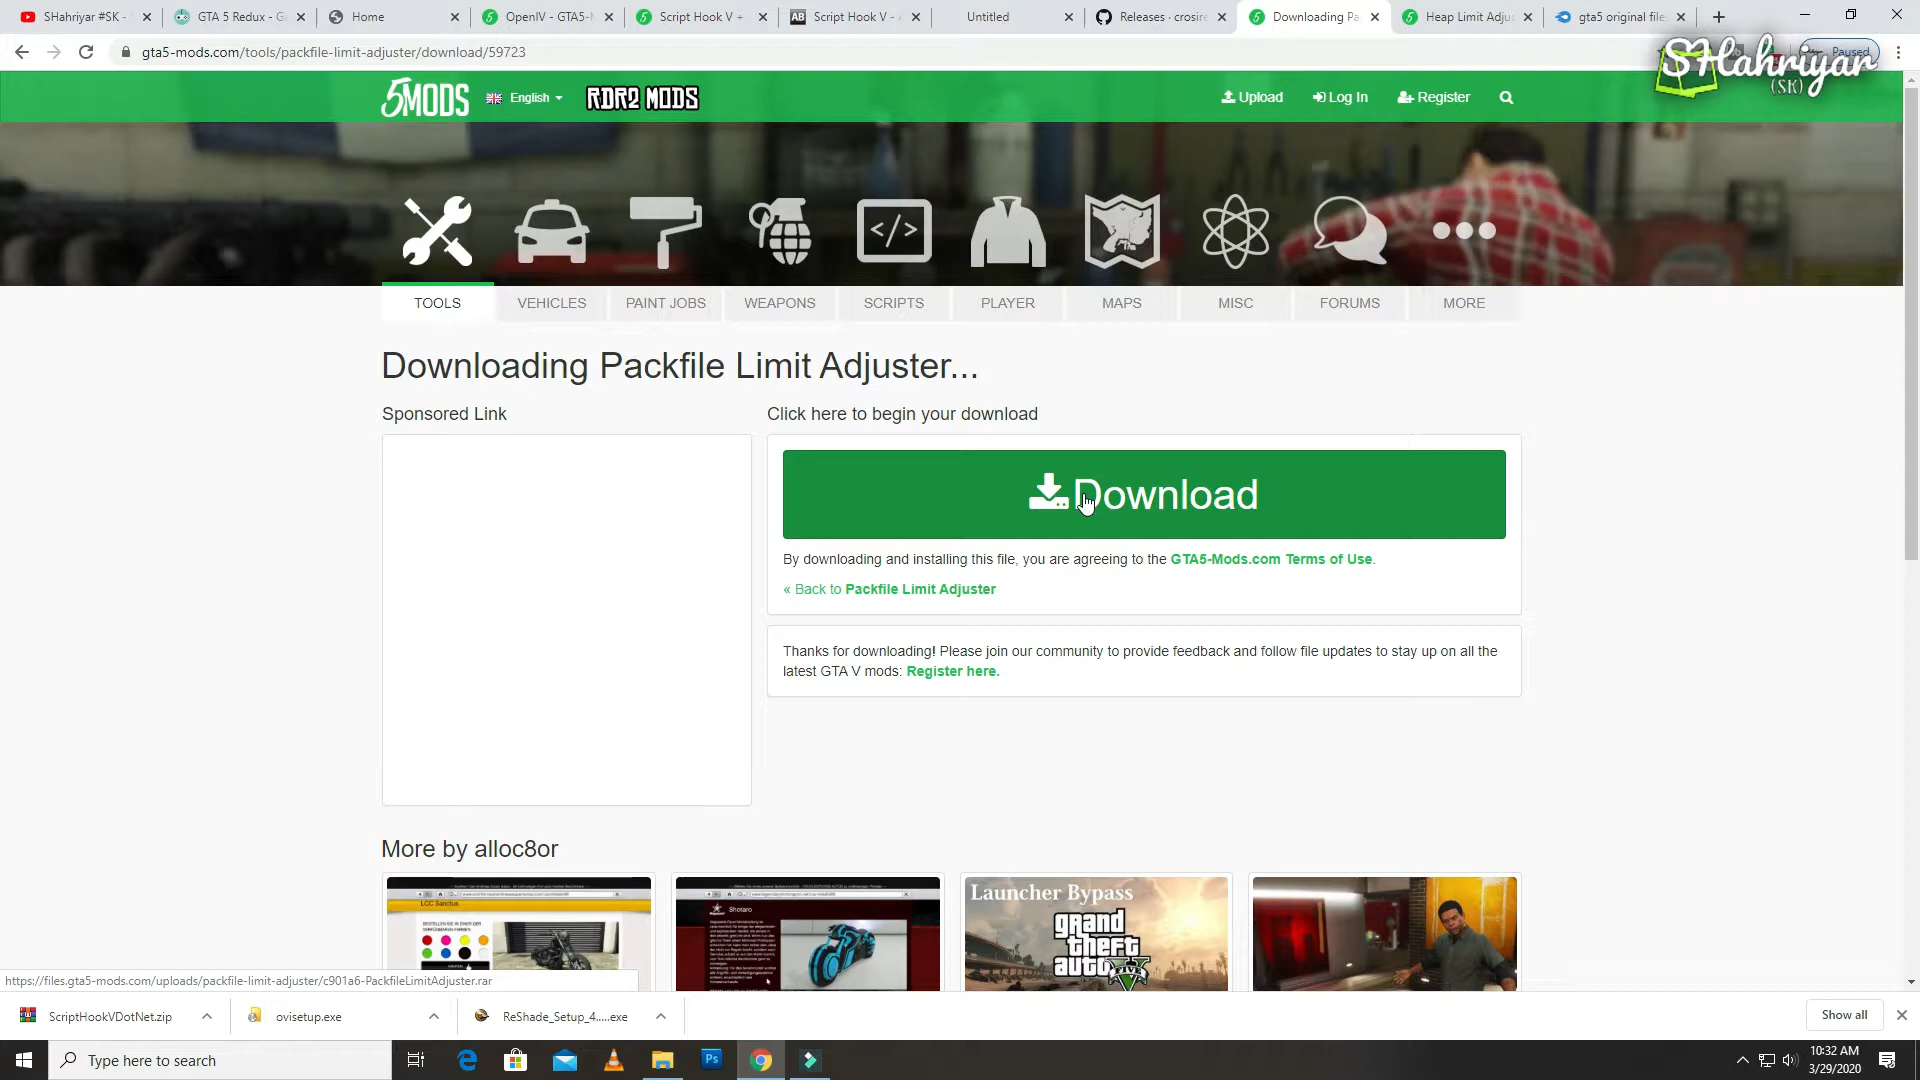 SHahriyar #SK -
GTA 5 Redux - G
Home
OpenIV - GTA5-
Script Hook V +
AB
Script Hook V -
Untitled
Releases · crosire
Downloading Pa
Heap Limit Adju
gta5 original file
gta5-mods.com/tools/packfile-limit-adjuster/download/59723
Paused
SHahriyar
(SK)
5MODS
English
RDR2 MODS
Upload
Log In
Register
TOOLS
VEHICLES
PAINT JOBS
WEAPONS
SCRIPTS
PLAYER
MAPS
MISC
FORUMS
MORE
Downloading Packfile Limit Adjuster...
Sponsored Link
Click here to begin your download
Download
By downloading and installing this file, you are agreeing to the GTA5-Mods.com Terms of Use.
« Back to Packfile Limit Adjuster
Thanks for downloading! Please join our community to provide feedback and follow file updates to stay up on all the
latest GTA V mods: Register here.
More by alloc8or
LCC Sanctus
Shotaro
Launcher Bypass
grand
theft
auto
FIVE
https://files.gta5-mods.com/uploads/packfile-limit-adjuster/c901a6-PackfileLimitAdjuster.rar
ScriptHookVDotNet.zip
ovisetup.exe
ReShade_Setup_4.....exe
Show all
Type here to search
Ps
10:32 AM
3/29/2020